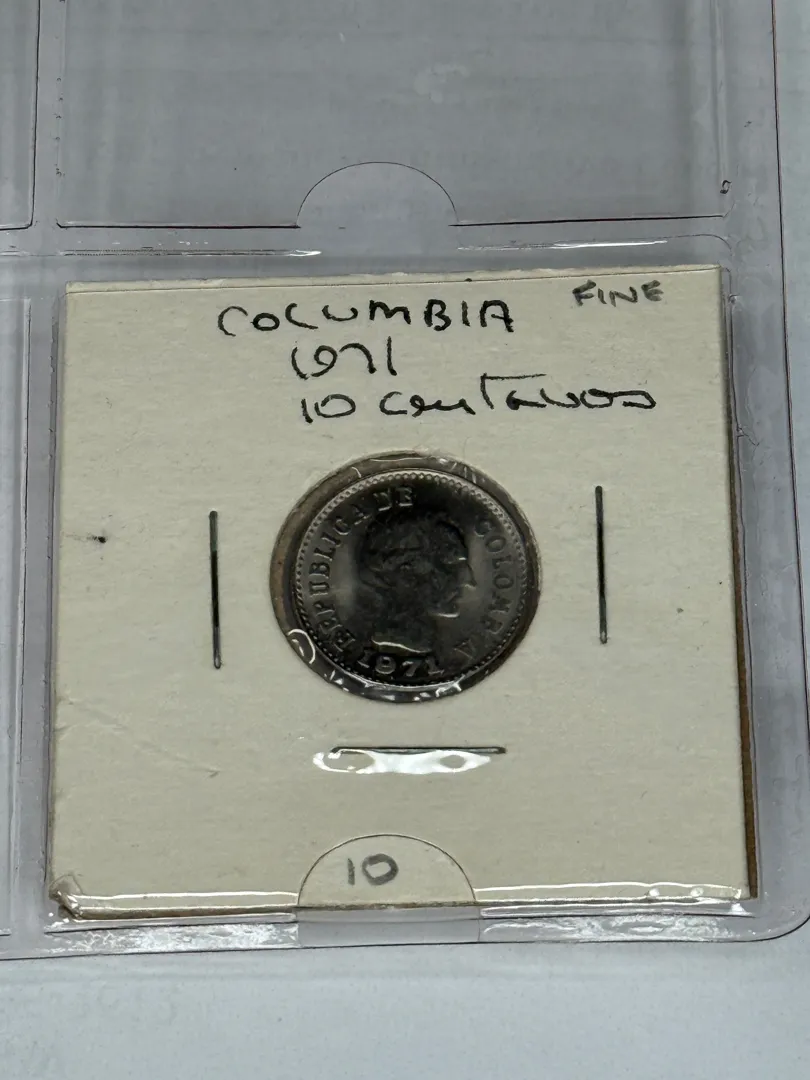 FINE
COLUMBIA
1971
10 centavos
REPUBLICA DE COLOMBIA
1971
10